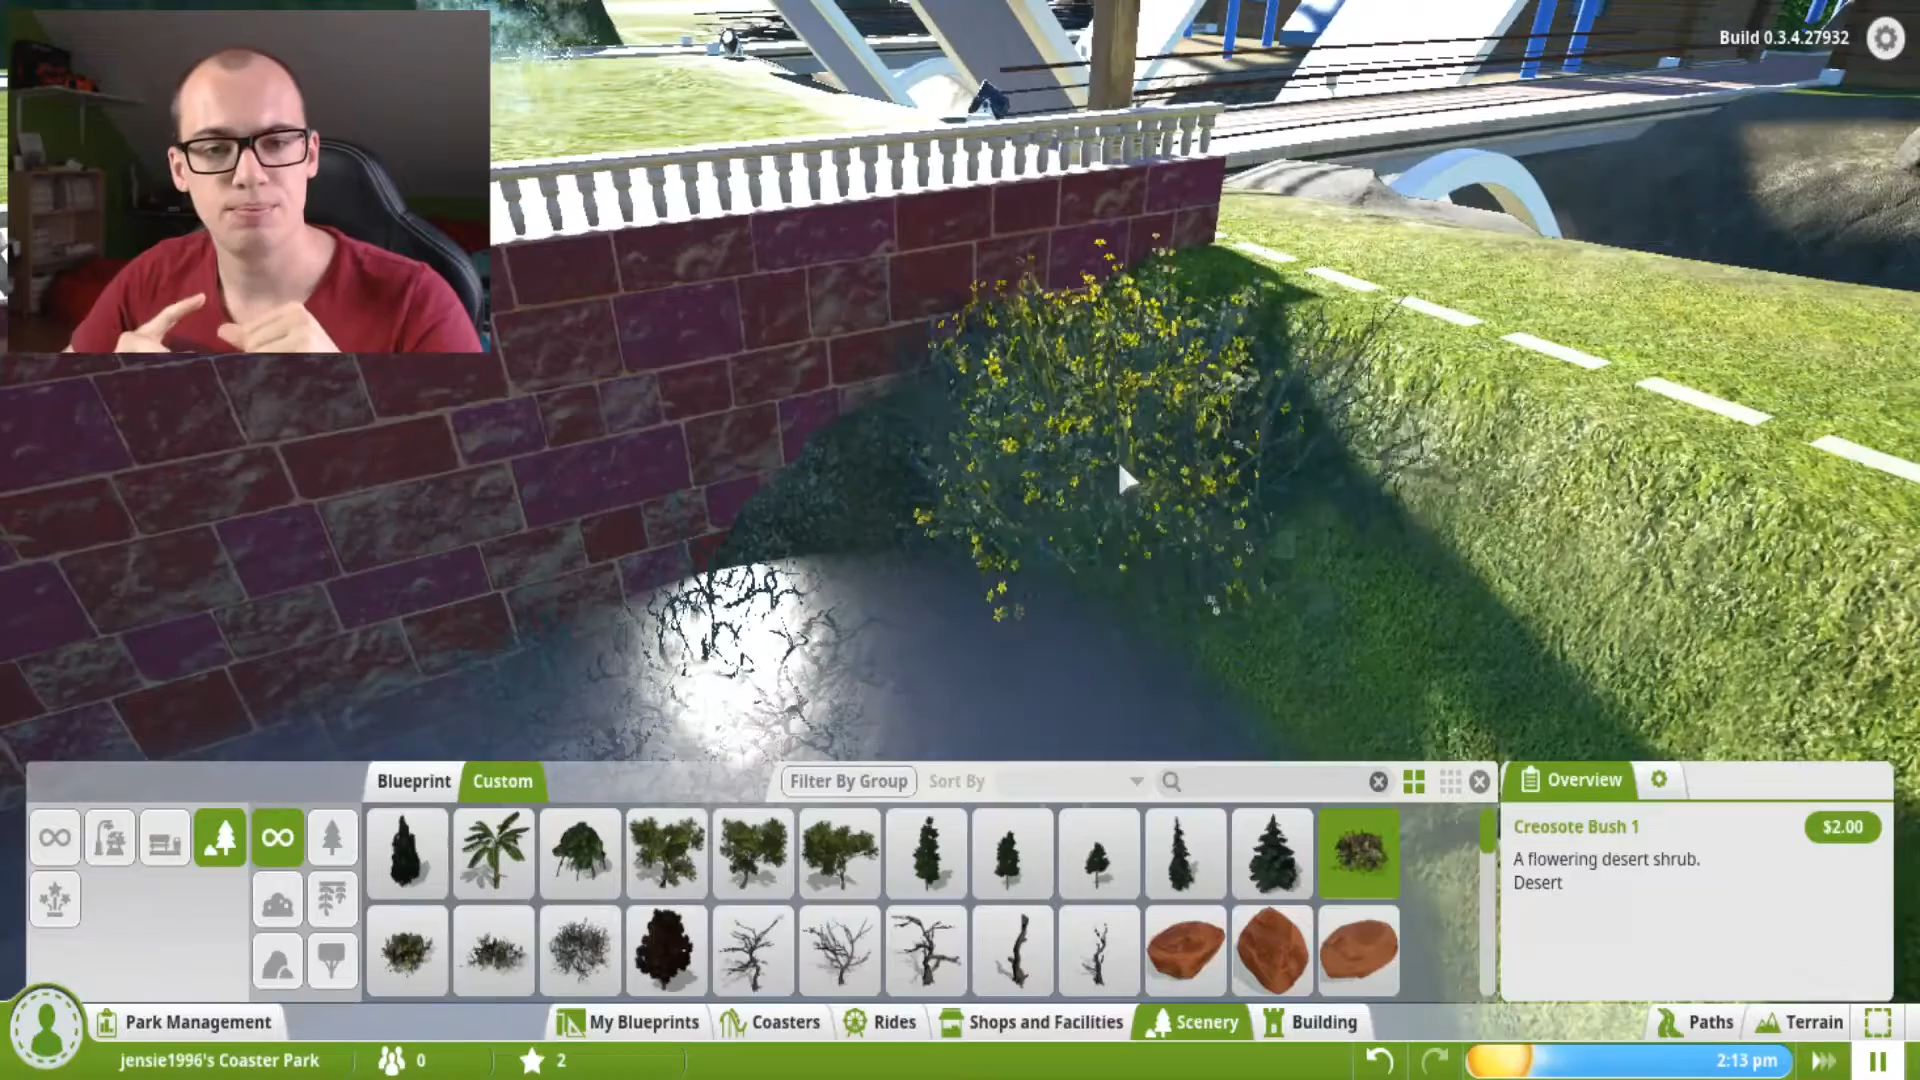 Build 0.3.4.27932
Blueprint
Custom
Filter By Group
Sort By
Overview
Creosote Bush 1
$2.00
A flowering desert shrub.
Desert
Park Management
My Blueprints
Coasters
Rides
Shops and Facilities
Scenery
Building
Paths
Terrain
jensie1996's Coaster Park
0
2
2:13 pm